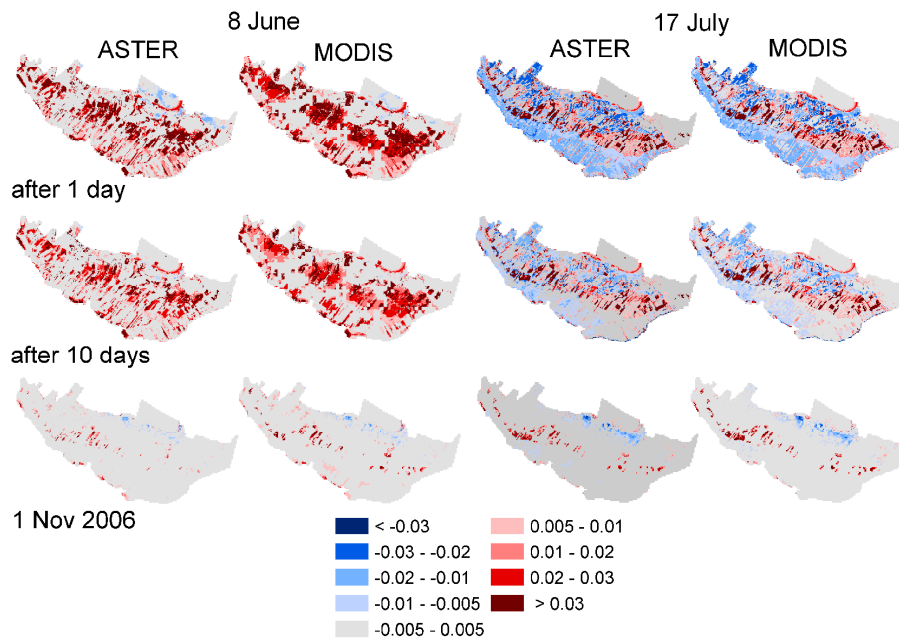 8 June
17 July
ASTER
MODIS
ASTER
MODIS
after 1 day
after 10 days
1 Nov 2006
< -0.03
-0.03 - -0.02
-0.02 - -0.01
-0.01 - -0.005
-0.005 - 0.005
0.005 - 0.01
0.01 - 0.02
0.02 - 0.03
> 0.03